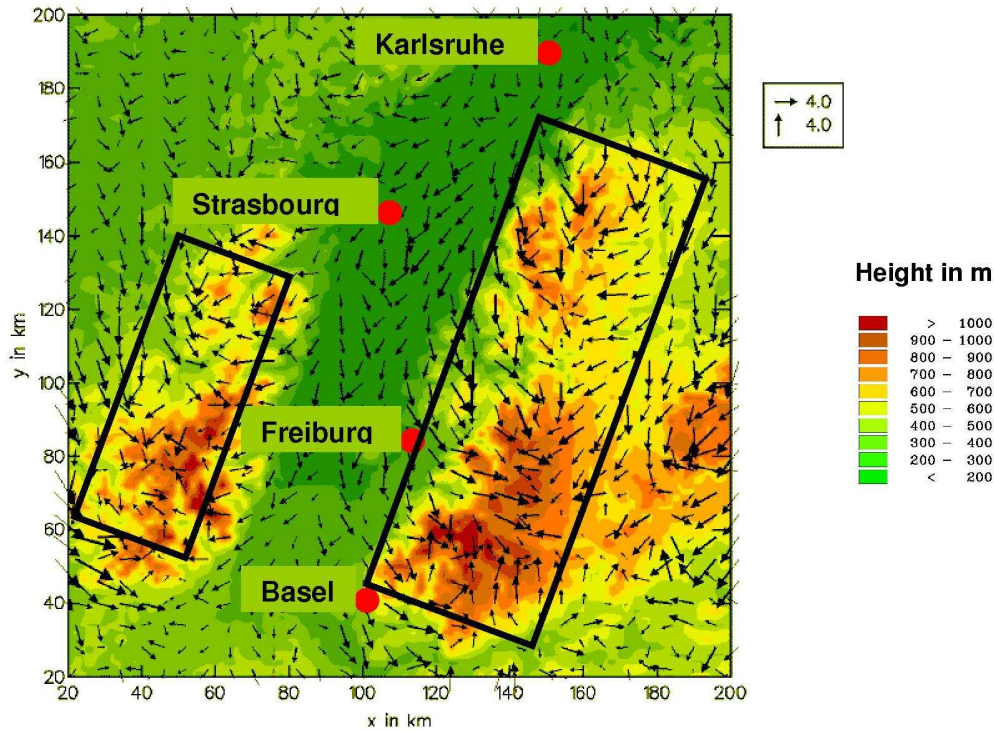 200
180
160
140
120
100
80
60
40
20
y in km
20 40 60 80 100 120 140 160 180 200
x in km
Karlsruhe
Strasbourg
Freiburg
Basel
4.0
4.0
Height in m
> 1000
900 – 1000
800 – 900
700 – 800
600 – 700
500 – 600
400 – 500
300 – 400
200 – 300
< 200